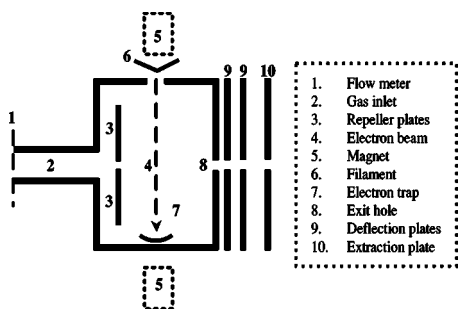 5
6
9 9 10
1
3
2
4
8
3
7
5
1. Flow meter
2. Gas inlet
3. Repeller plates
4. Electron beam
5. Magnet
6. Filament
7. Electron trap
8. Exit hole
9. Deflection plates
10. Extraction plate